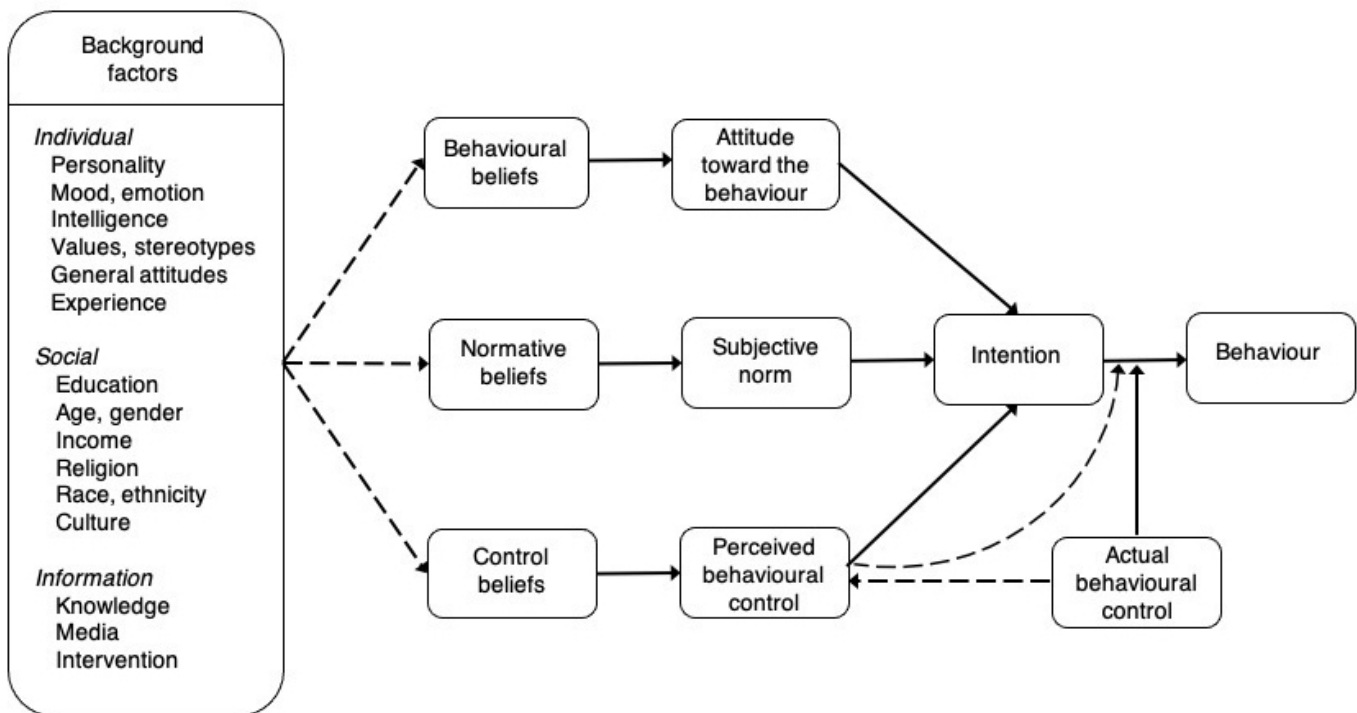 Background
factors
Individual
Personality
Mood, emotion
Intelligence
Values, stereotypes
General attitudes
Experience
Social
Education
Age, gender
Income
Religion
Race, ethnicity
Culture
Information
Knowledge
Media
Intervention
Behavioural
beliefs
Attitude
toward the
behaviour
Normative
beliefs
Subjective
norm
Intention
Behaviour
Control
beliefs
Perceived
behavioural
control
Actual
behavioural
control